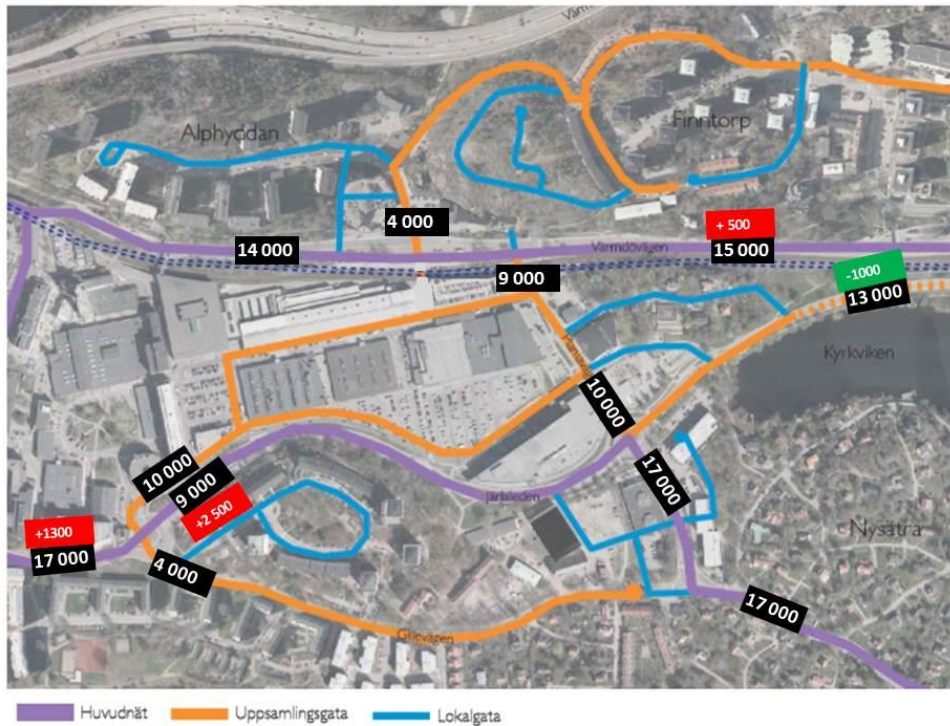 Värm
Alphyddan
Finntorp
4 000
+ 500
14 000
Värmdövägen
15 000
9 000
-1000
13 000
Kyrkviken
10 000
10 000
9 000
17 000
+2 500
Järlaleden
+1300
17 000
Nysätra
4 000
17 000
Gillevägen
Huvudnät
Uppsamlingsgata
Lokalgata